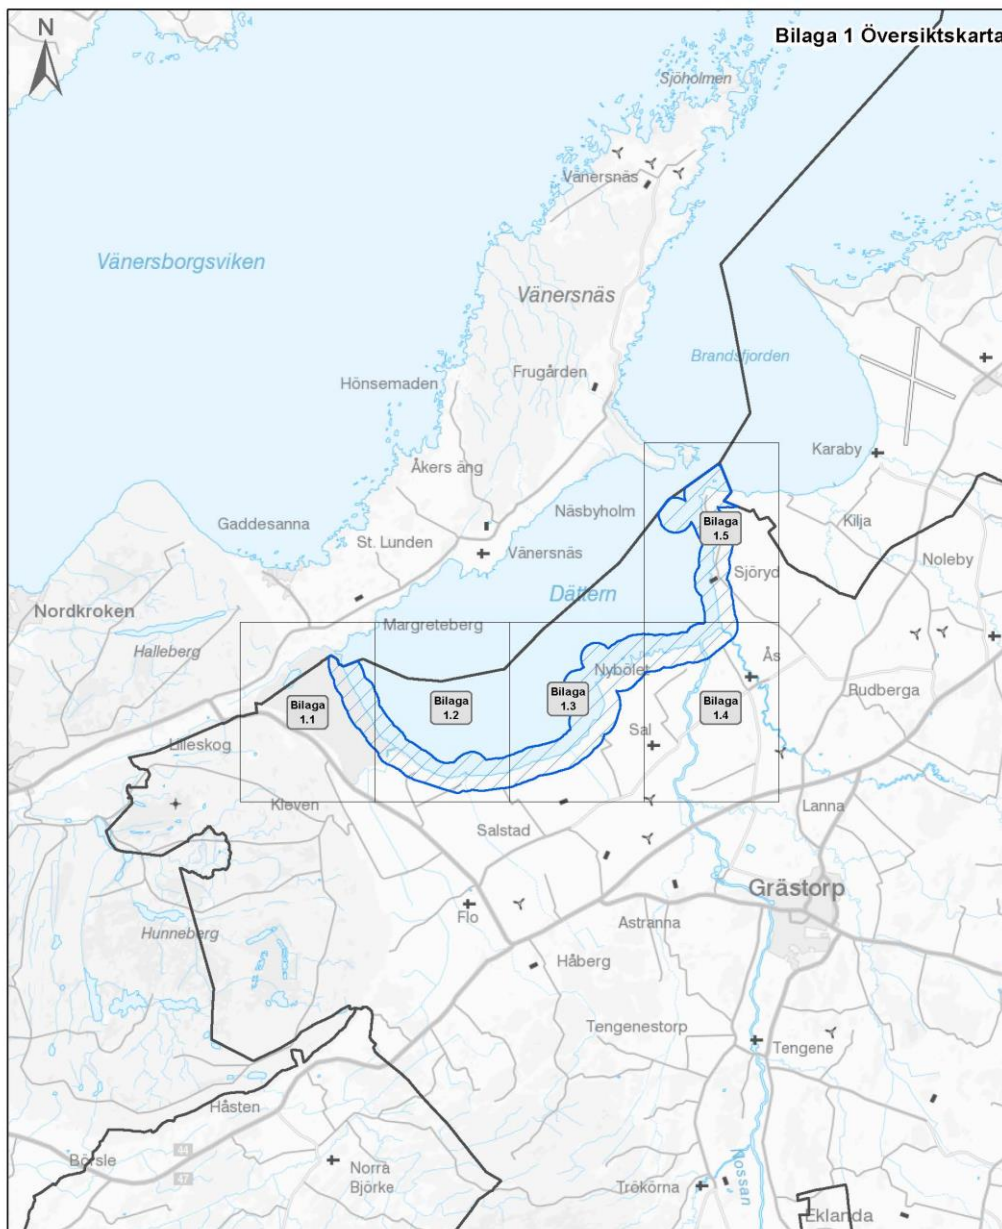 N
Bilaga 1 Översiktskarta
Sjöholmen
Vänersnäs
Vänersborgsviken
Vänersnäs
Brandsfjorden
Frugården
Hönsemaden
Karaby
Åkers äng
Näsbyholm
Gaddesanna
St. Lunden
Vänersnäs
Bilaga
1.5
Kilja
Noleby
Sjöryd
Dättern
Nordkroken
Margreteberg
Halleberg
Nybölet
Ås
Rudberga
Bilaga
1.1
Bilaga
1.2
Bilaga
1.3
Bilaga
1.4
Sal
Lilleskog
Kleven
Salstad
Lanna
Grästorp
Flo
Astranna
Hunneberg
Håberg
Tengenestorp
Tengene
Håsten
44
47
Börsle
Norra
Björke
Trökörna
Nossan
Eklanda